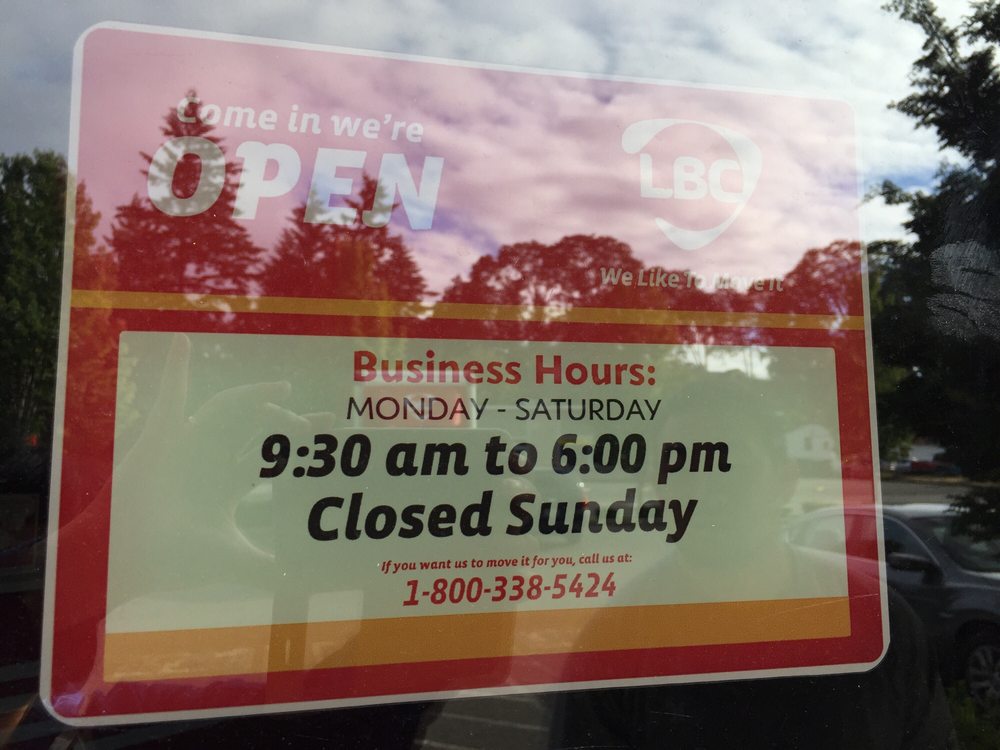 Come in we're
OPEN
LBC
We Like To Move It
Business Hours:
MONDAY - SATURDAY
9:30 am to 6:00 pm
Closed Sunday
If you want us to move it for you, call us at:
1-800-338-5424